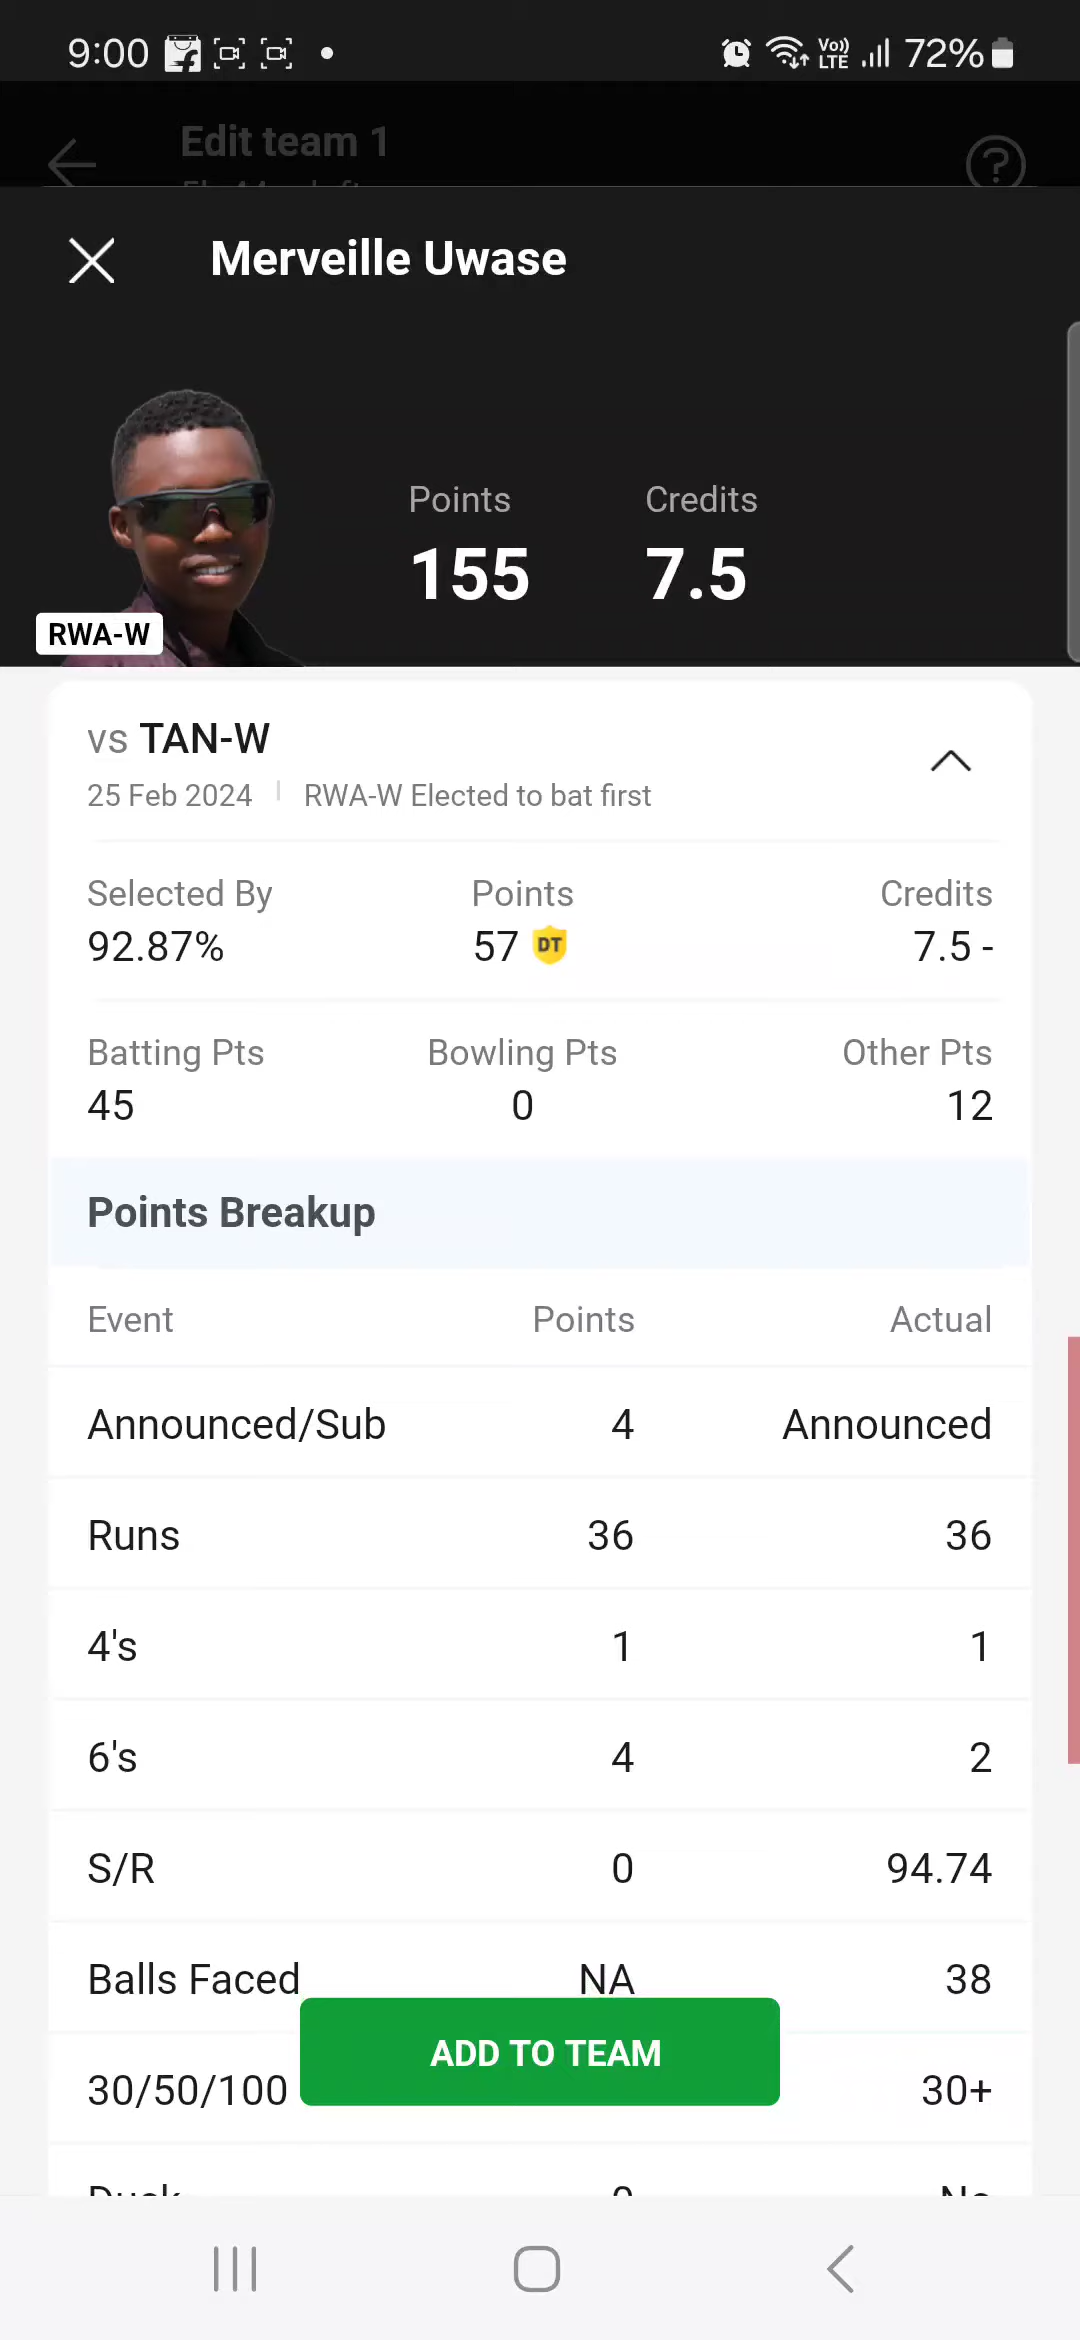 9:00
Vo)) LTE 72%
Edit team 1
Merveille Uwase
Points Credits
155 7.5
RWA-W
vs TAN-W
25 Feb 2024 RWA-W Elected to bat first
Selected By Points Credits
92.87% 57 DT 7.5 -
Batting Pts Bowling Pts Other Pts
45 0 12
Points Breakup
Event Points Actual
Announced/Sub 4 Announced
Runs 36 36
4's 1 1
6's 4 2
S/R 0 94.74
Balls Faced NA 38
ADD TO TEAM
30/50/100 30+